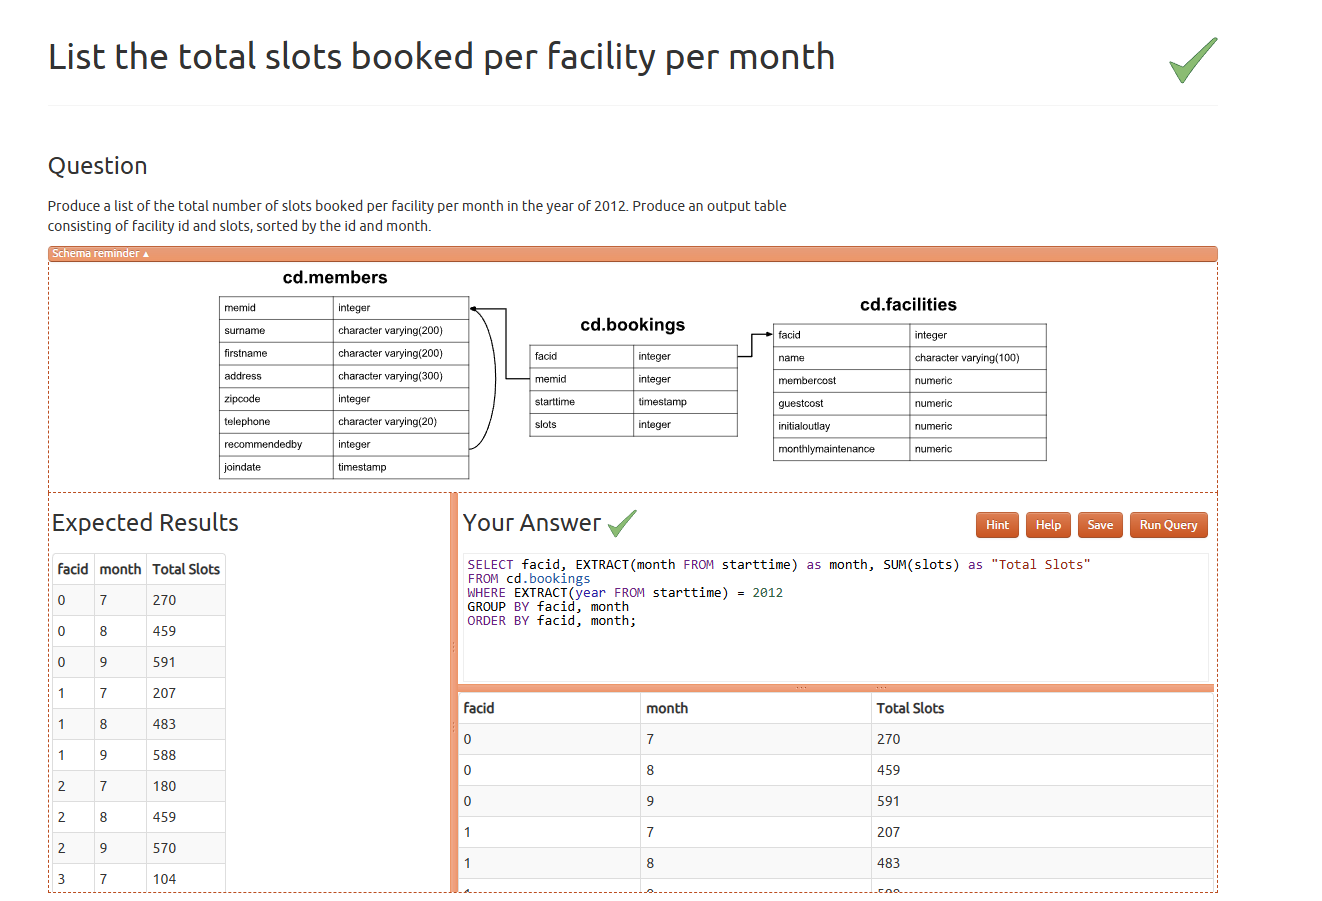 List the total slots booked per facility per month
Question
Produce a list of the total number of slots booked per facility per month in the year of 2012. Produce an output table
consisting of facility id and slots, sorted by the id and month.
Schema reminder ▴
cd.members
memid integer
surname character varying(200)
firstname character varying(200)
address character varying(300)
zipcode integer
telephone character varying(20)
recommendedby integer
joindate timestamp
cd.bookings
facid integer
memid integer
starttime timestamp
slots integer
cd.facilities
facid integer
name character varying(100)
membercost numeric
guestcost numeric
initialoutlay numeric
monthlymaintenance numeric
Expected Results
facid month Total Slots
0 7 270
0 8 459
0 9 591
1 7 207
1 8 483
1 9 588
2 7 180
2 8 459
2 9 570
3 7 104
Your Answer
Hint Help Save Run Query
SELECT facid, EXTRACT(month FROM starttime) as month, SUM(slots) as "Total Slots"
FROM cd.bookings
WHERE EXTRACT(year FROM starttime) = 2012
GROUP BY facid, month
ORDER BY facid, month;
facid month Total Slots
0 7 270
0 8 459
0 9 591
1 7 207
1 8 483